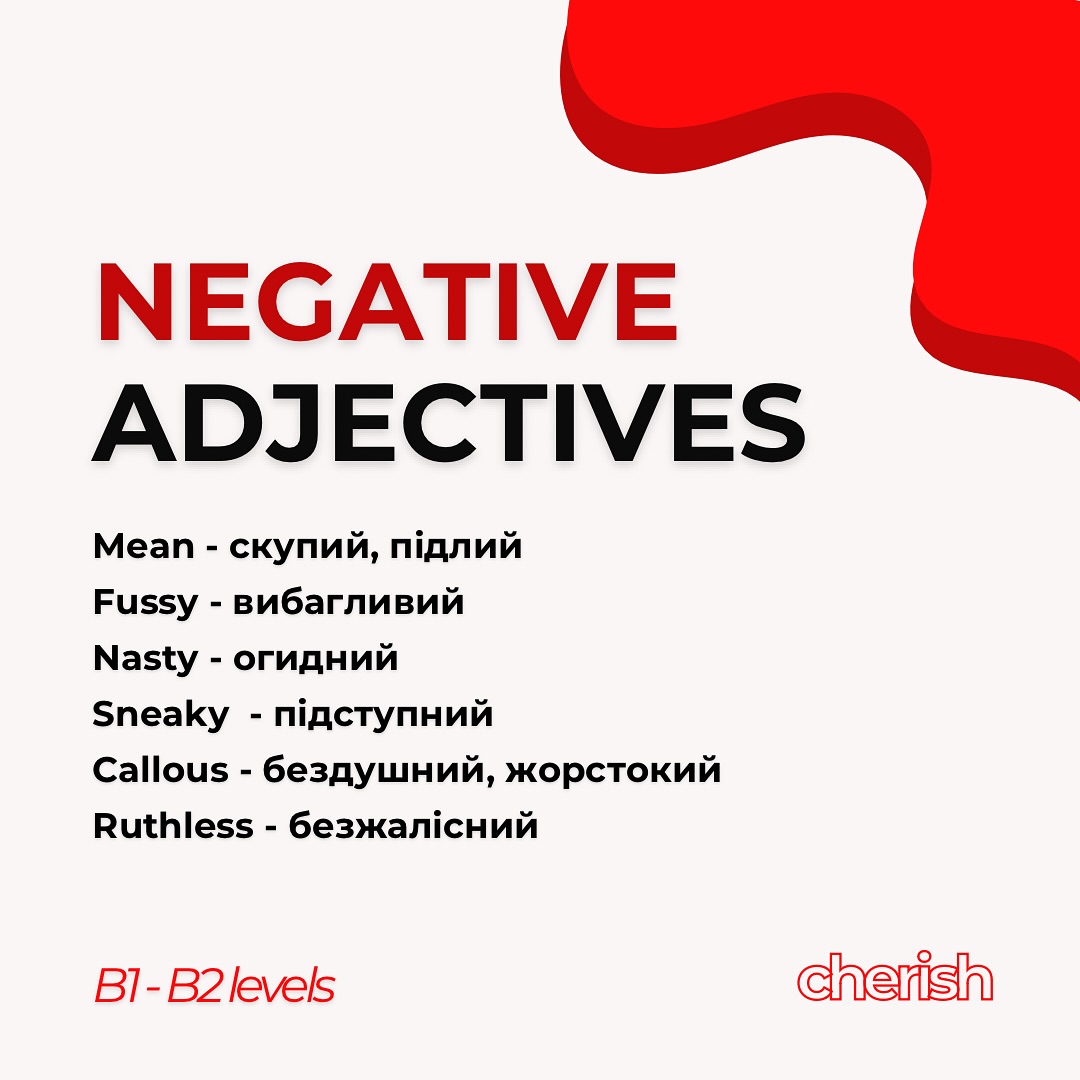 NEGATIVE
ADJECTIVES
Mean - скупий, підлий
Fussy - вибагливий
Nasty - огидний
Sneaky  - підступний
Callous - бездушний, жорстокий
Ruthless - безжалісний
B1 - B2 levels
cherish